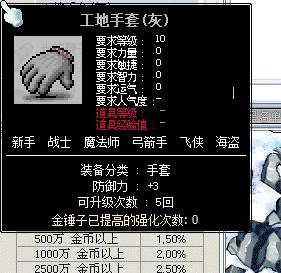 工地手套(灰)
要求等级： 10
要求力量： 0
要求敏捷： 0
要求智力： 0
要求运气： 0
要求人气度： -
道具等级： -
道具经验值： -
新手 战士 魔法师 弓箭手 飞侠 海盗
装备分类 ： 手套
防御力 ： +3
可升级次数 ： 5回
金锤子已提高的强化次数: 0
500万 金币以上 1,50%
1000万 金币以上 2,00%
2500万 金币以上 2.50%